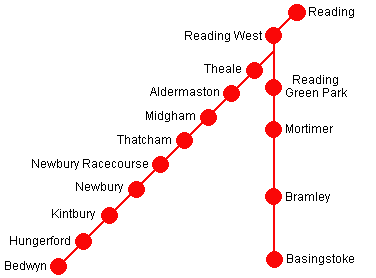 Reading
Reading West
Theale
Reading
Green Park
Aldermaston
Midgham
Mortimer
Thatcham
Newbury Racecourse
Newbury
Bramley
Kintbury
Hungerford
Basingstoke
Bedwyn